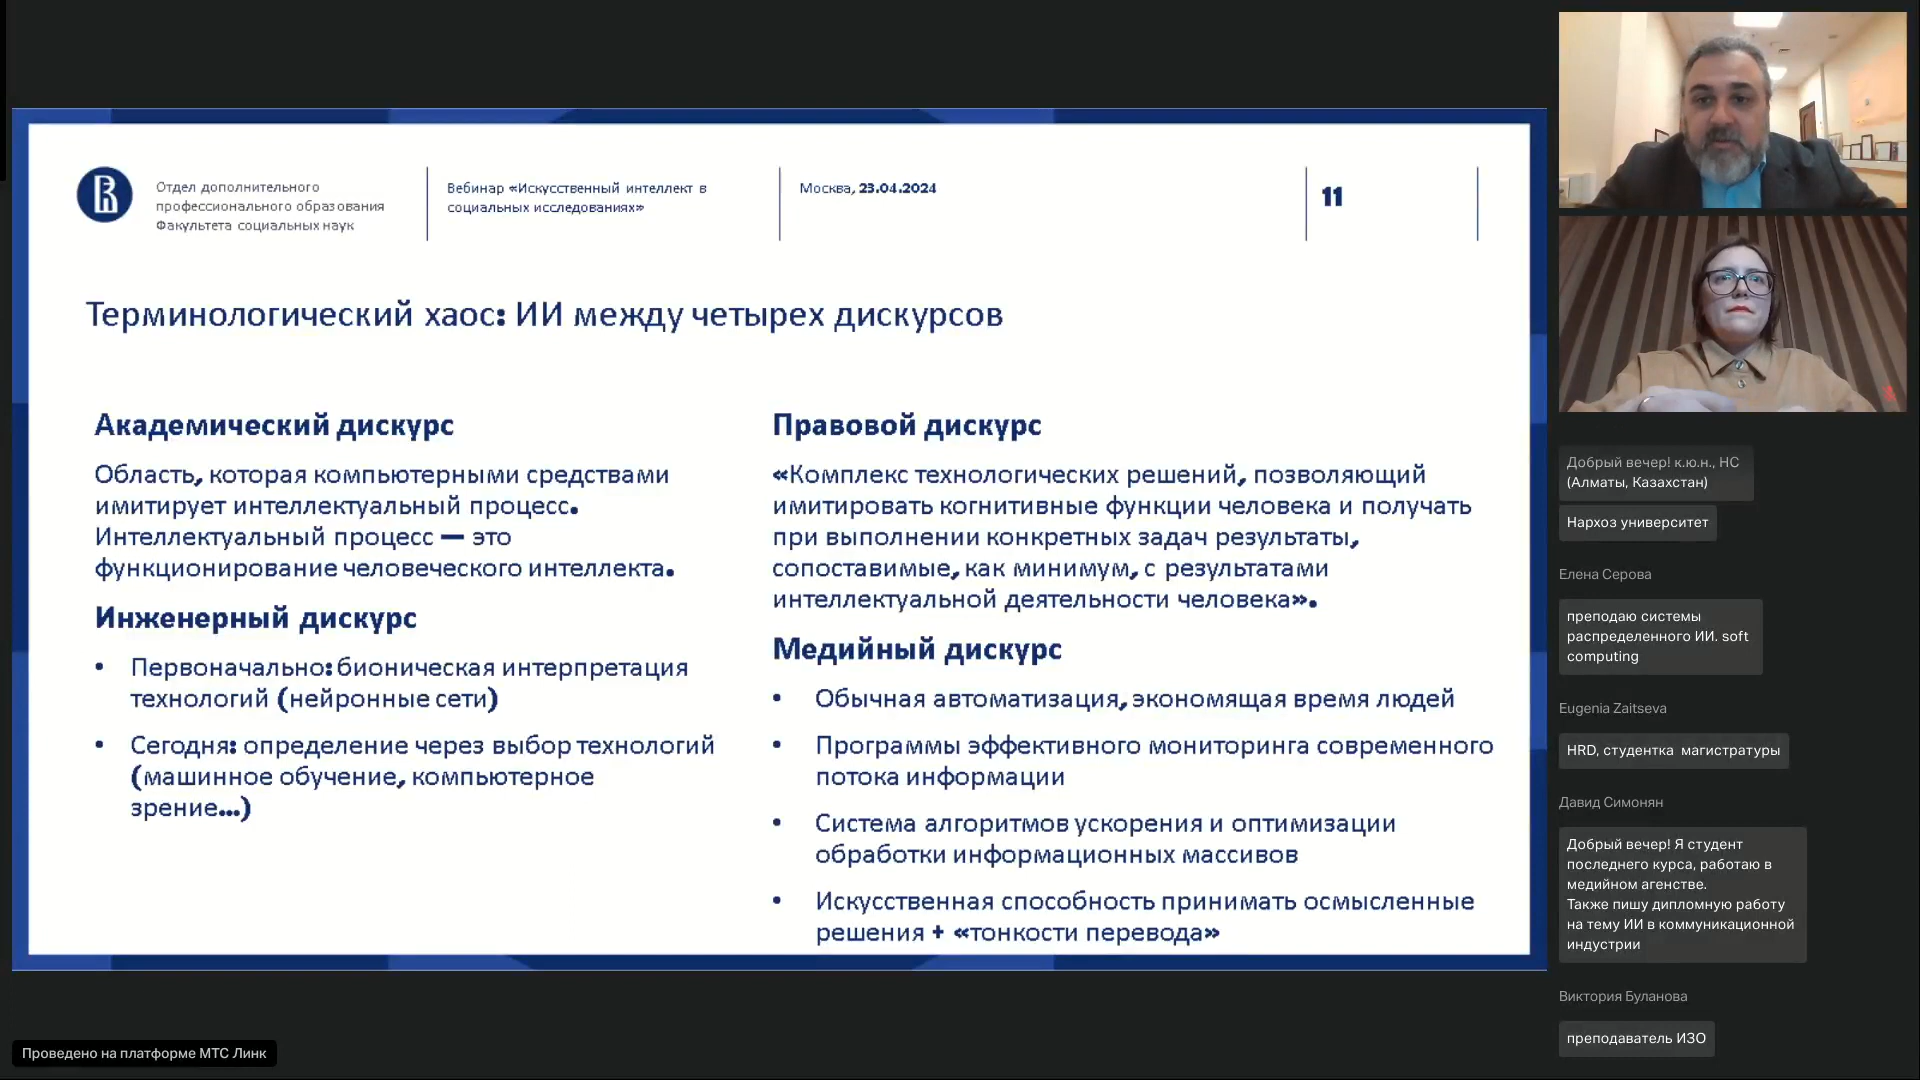 Отдел дополнительного
профессионального образования
Факультета социальных наук
Вебинар «Искусственный интеллект в
социальных исследованиях»
Москва, 23.04.2024
11
Терминологический хаос: ИИ между четырех дискурсов
Академический дискурс
Область, которая компьютерными средствами
имитирует интеллектуальный процесс.
Интеллектуальный процесс — это
функционирование человеческого интеллекта.
Инженерный дискурс
• Первоначально: бионическая интерпретация
технологий (нейронные сети)
• Сегодня: определение через выбор технологий
(машинное обучение, компьютерное
зрение...)
Правовой дискурс
«Комплекс технологических решений, позволяющий
имитировать когнитивные функции человека и получать
при выполнении конкретных задач результаты,
сопоставимые, как минимум, с результатами
интеллектуальной деятельности человека».
Медийный дискурс
• Обычная автоматизация, экономящая время людей
• Программы эффективного мониторинга современного
потока информации
• Система алгоритмов ускорения и оптимизации
обработки информационных массивов
• Искусственная способность принимать осмысленные
решения + «тонкости перевода»
Добрый вечер! к.ю.н., НС
(Алматы, Казахстан)
Нархоз университет
Елена Серова
преподаю системы
распределенного ИИ. soft
computing
Eugenia Zaitseva
HRD, студентка магистратуры
Давид Симонян
Добрый вечер! Я студент
последнего курса, работаю в
медийном агенстве.
Также пишу дипломную работу
на тему ИИ в коммуникационной
индустрии
Виктория Буланова
преподаватель ИЗО
Проведено на платформе МТС Линк